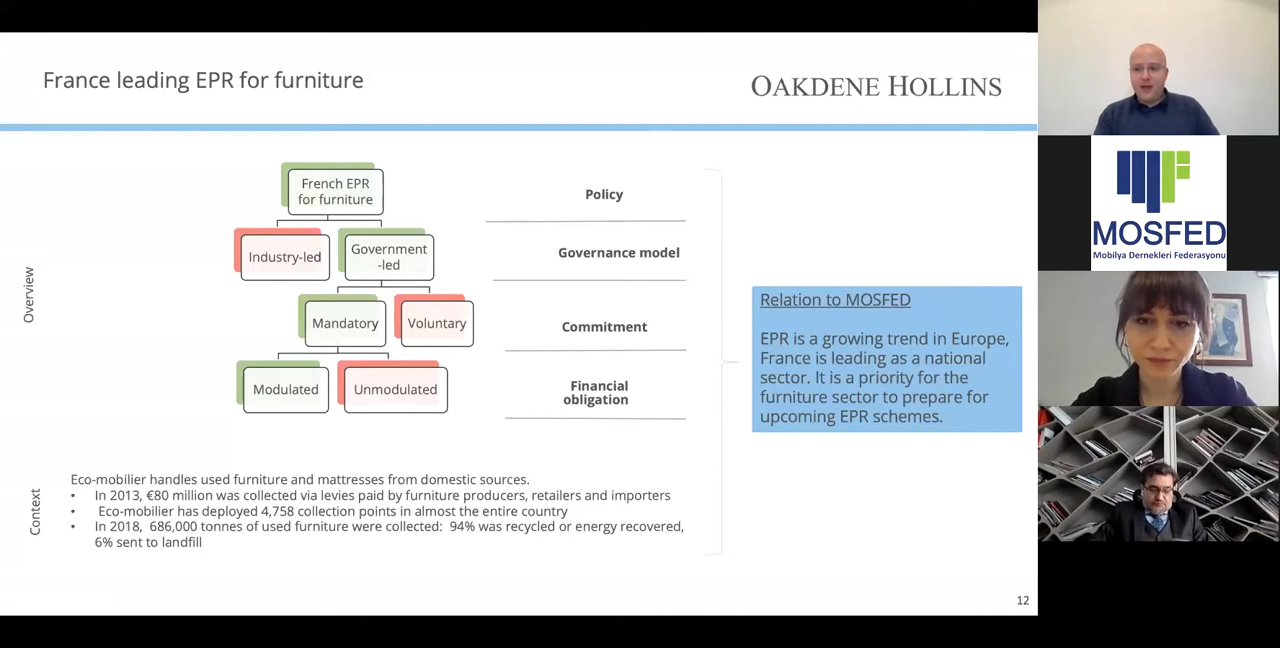 France leading EPR for furniture
OAKDENE HOLLINS
Overview
French EPR
for furniture
Policy
Industry-led
Government
-led
Governance model
Mandatory
Voluntary
Commitment
Modulated
Unmodulated
Financial
obligation
Relation to MOSFED
EPR is a growing trend in Europe,
France is leading as a national
sector. It is a priority for the
furniture sector to prepare for
upcoming EPR schemes.
Context
Eco-mobilier handles used furniture and mattresses from domestic sources.
• In 2013, €80 million was collected via levies paid by furniture producers, retailers and importers
• Eco-mobilier has deployed 4,758 collection points in almost the entire country
• In 2018, 686,000 tonnes of used furniture were collected: 94% was recycled or energy recovered,
6% sent to landfill
12
MOSFED
Mobilya Dernekleri Federasyonu